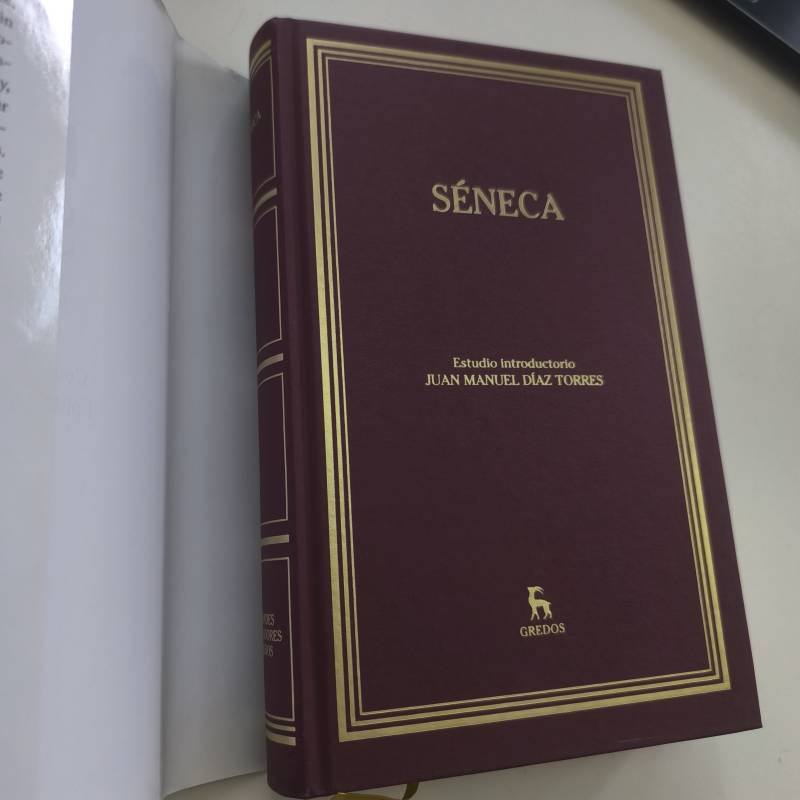 SÉNECA
Estudio introductorio
JUAN MANUEL DÍAZ TORRES
GREDOS